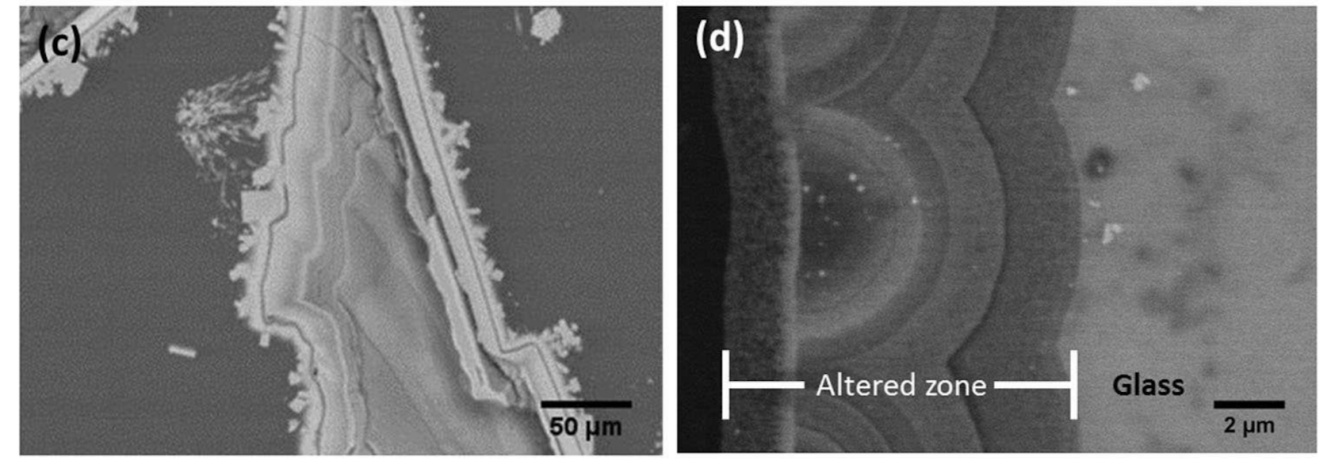 (c)
50 µm
(d)
Altered zone
Glass
2 µm